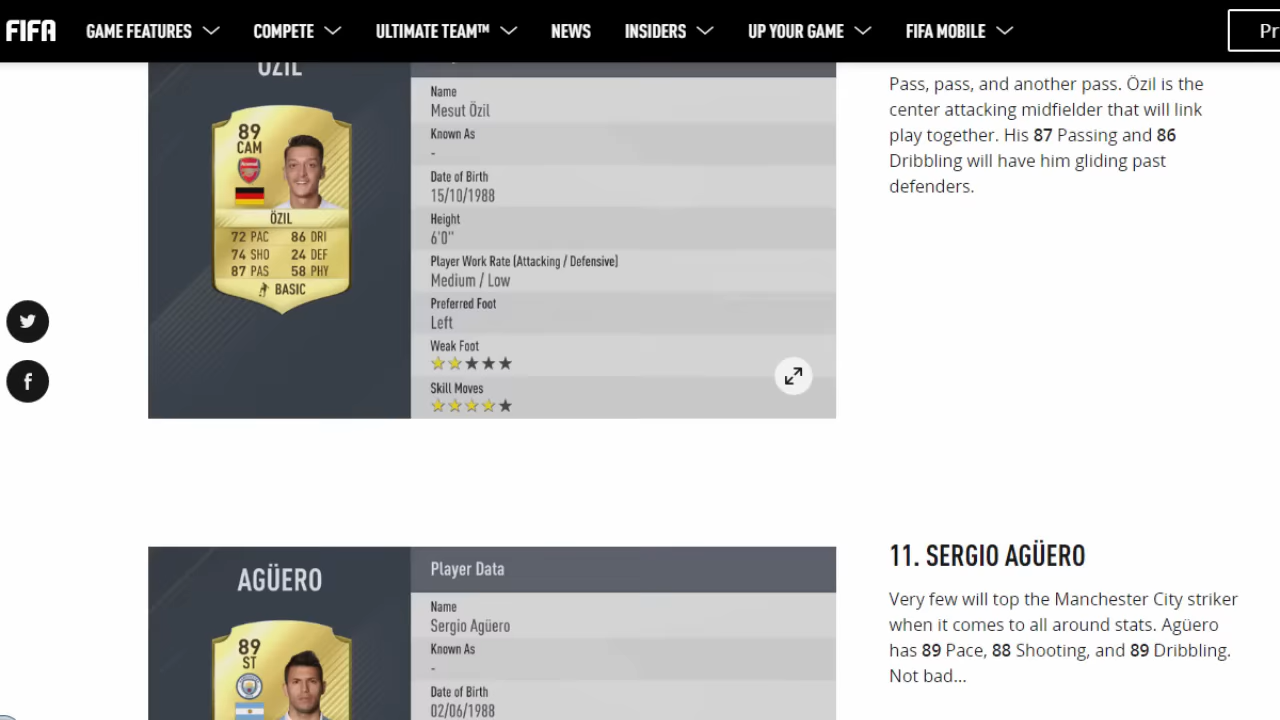 FIFA
GAME FEATURES COMPETE ULTIMATE TEAM™ NEWS INSIDERS UP YOUR GAME FIFA MOBILE Pr
ÖZIL
89
CAM
ÖZIL
72 PAC 86 DRI
74 SHO 24 DEF
87 PAS 58 PHY
BASIC
Name
Mesut Özil
Known As
-
Date of Birth
15/10/1988
Height
6'0"
Player Work Rate (Attacking / Defensive)
Medium / Low
Preferred Foot
Left
Weak Foot
Skill Moves
Pass, pass, and another pass. Özil is the
center attacking midfielder that will link
play together. His 87 Passing and 86
Dribbling will have him gliding past
defenders.
AGÜERO
89
ST
Player Data
Name
Sergio Agüero
Known As
-
Date of Birth
02/06/1988
11. SERGIO AGÜERO
Very few will top the Manchester City striker
when it comes to all around stats. Agüero
has 89 Pace, 88 Shooting, and 89 Dribbling.
Not bad...